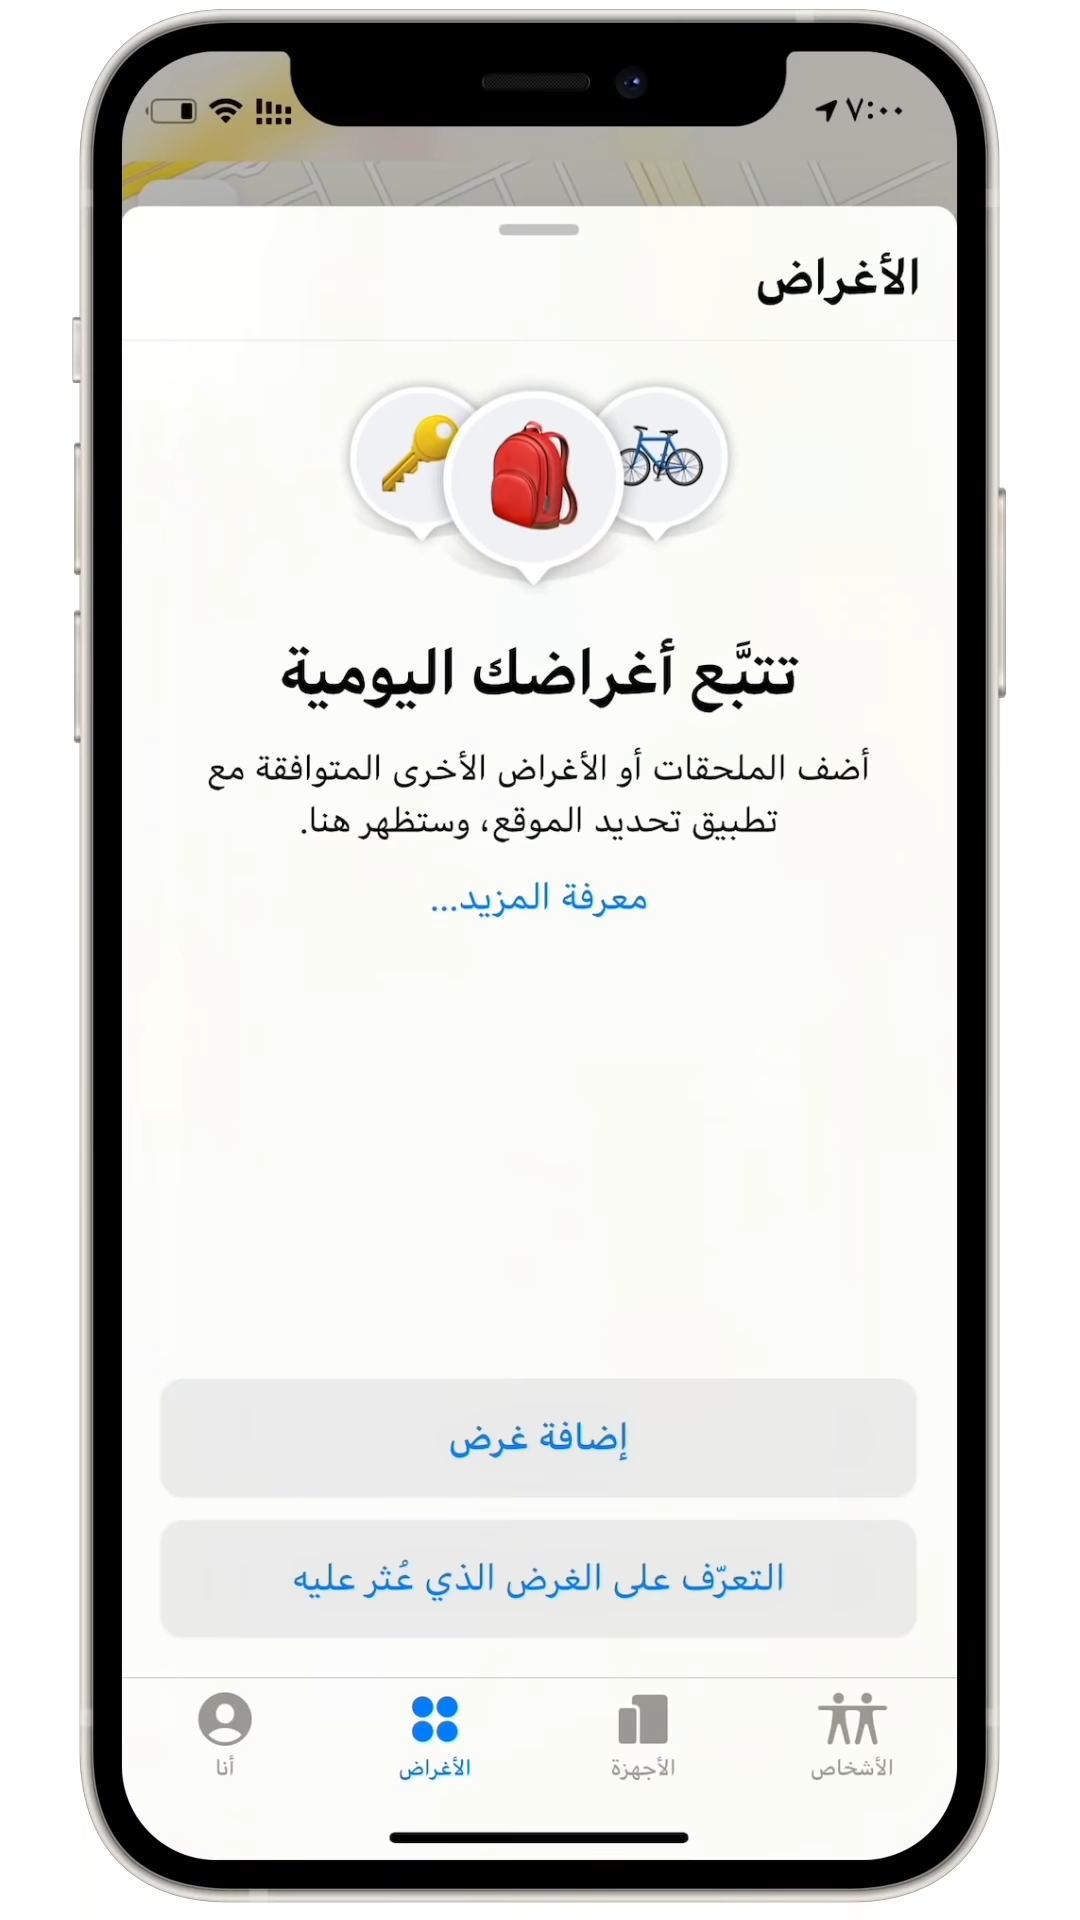 ٧:٠٠
الأغراض
تتبَّع أغراضك اليومية
أضف الملحقات أو الأغراض الأخرى المتوافقة مع
تطبيق تحديد الموقع، وستظهر هنا.
معرفة المزيد...
إضافة غرض
التعرّف على الغرض الذي عُثر عليه
الأشخاص
الأجهزة
الأغراض
أنا